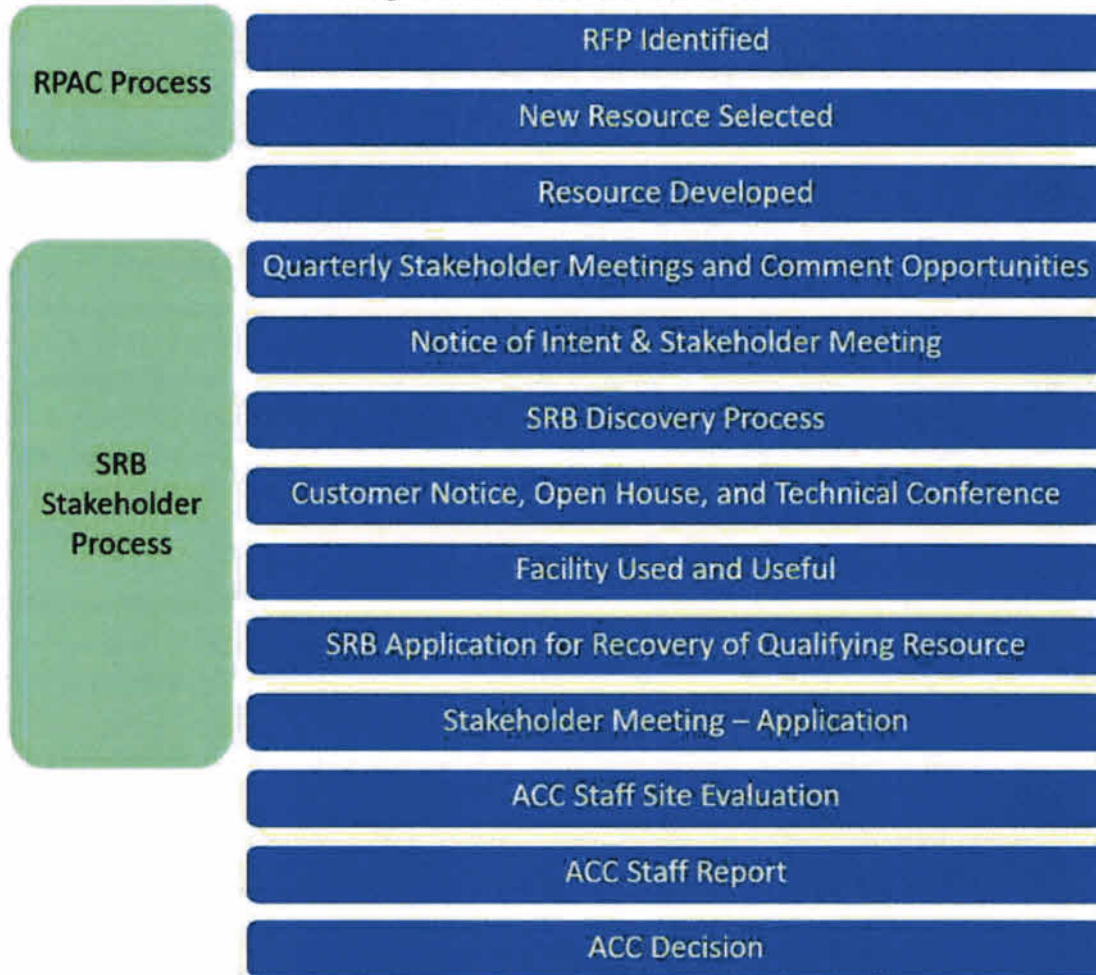 RPAC Process
RFP Identified
New Resource Selected
Resource Developed
SRB
Stakeholder
Process
Quarterly Stakeholder Meetings and Comment Opportunities
Notice of Intent & Stakeholder Meeting
SRB Discovery Process
Customer Notice, Open House, and Technical Conference
Facility Used and Useful
SRB Application for Recovery of Qualifying Resource
Stakeholder Meeting – Application
ACC Staff Site Evaluation
ACC Staff Report
ACC Decision